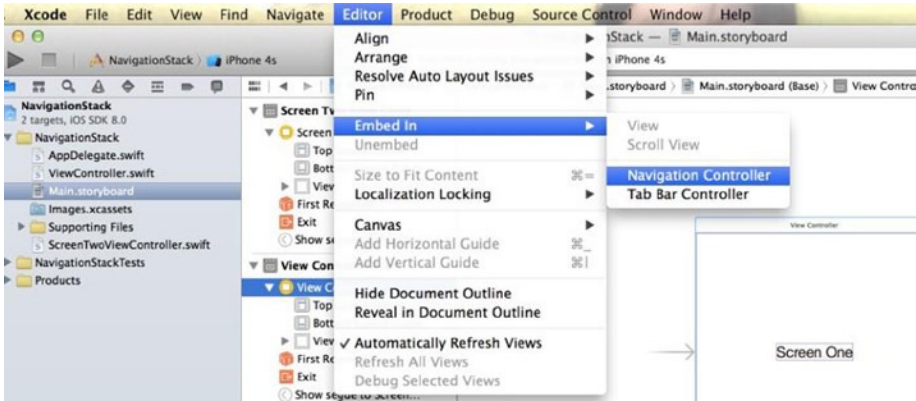 Xcode File Edit View Find Navigate Editor Product Debug Source Control Window Help
nStack — Main.storyboard
NavigationStack iPhone 4s
iPhone 4s
.storyboard Main.storyboard (Base) View Contro
NavigationStack
2 targets, iOS SDK 8.0
NavigationStack
AppDelegate.swift
ViewController.swift
Main.storyboard
Images.xcassets
Supporting Files
ScreenTwoViewController.swift
NavigationStackTests
Products
Screen Tw
Screen
Top
Bott
View
First Re
Exit
Show se
View Con
View C
Top
Bott
View
First Re
Exit
Show segue to Screen...
Align
Arrange
Resolve Auto Layout Issues
Pin
Embed In
Unembed
Size to Fit Content ⌘=
Localization Locking
Canvas
Add Horizontal Guide ⌘_
Add Vertical Guide ⌘|
Hide Document Outline
Reveal in Document Outline
✓ Automatically Refresh Views
Refresh All Views
Debug Selected Views
View
Scroll View
Navigation Controller
Tab Bar Controller
View Controller
Screen One